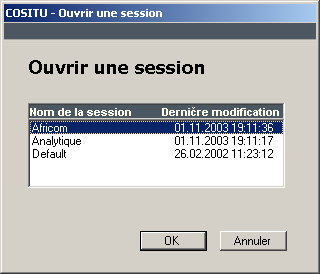 COSITU - Ouvrir une session
Ouvrir une session
Nom de la session Derničre modification
Africom 01.11.2003 19:11:36
Analytique 01.11.2003 19:11:17
Default 26.02.2002 11:23:12
OK Annuler